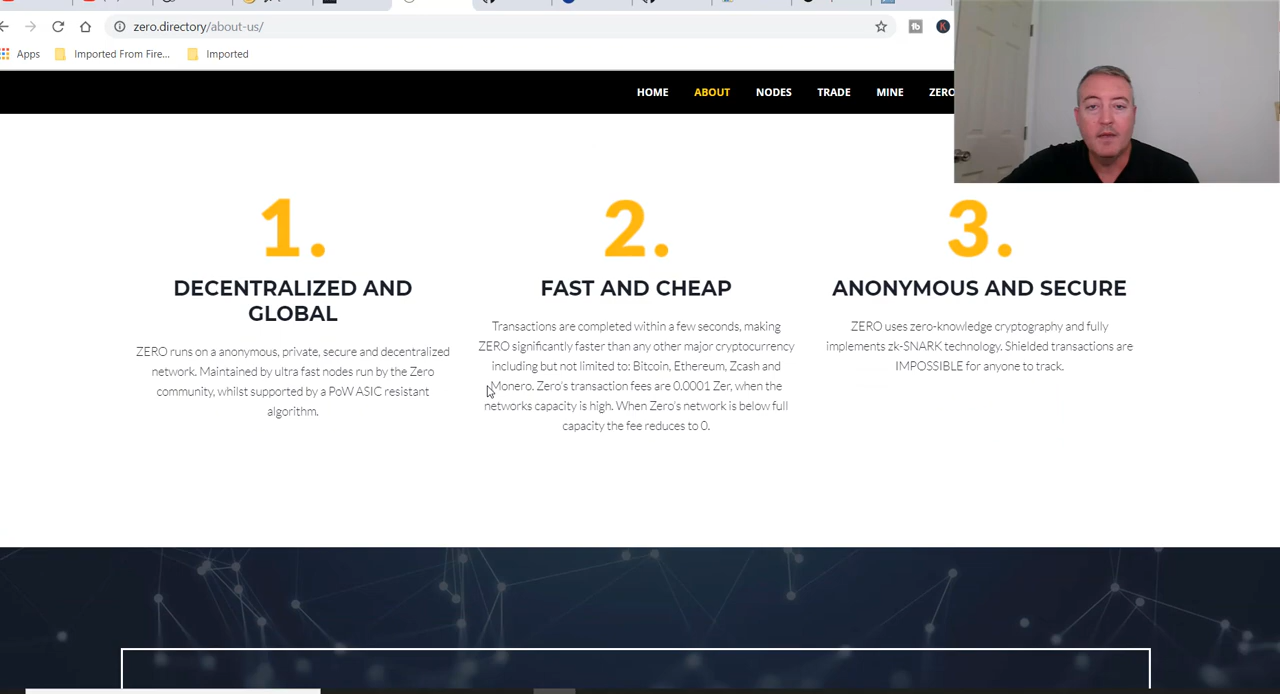 zero.directory/about-us/
Apps Imported From Fire... Imported
HOME ABOUT NODES TRADE MINE ZERO
1. 2. 3.
DECENTRALIZED AND
GLOBAL
ZERO runs on a anonymous, private, secure and decentralized
network. Maintained by ultra fast nodes run by the Zero
community, whilst supported by a PoW ASIC resistant
algorithm.
FAST AND CHEAP
Transactions are completed within a few seconds, making
ZERO significantly faster than any other major cryptocurrency
including but not limited to: Bitcoin, Ethereum, Zcash and
Monero. Zero's transaction fees are 0.0001 Zer, when the
networks capacity is high. When Zero's network is below full
capacity the fee reduces to 0.
ANONYMOUS AND SECURE
ZERO uses zero-knowledge cryptography and fully
implements zk-SNARK technology. Shielded transactions are
IMPOSSIBLE for anyone to track.